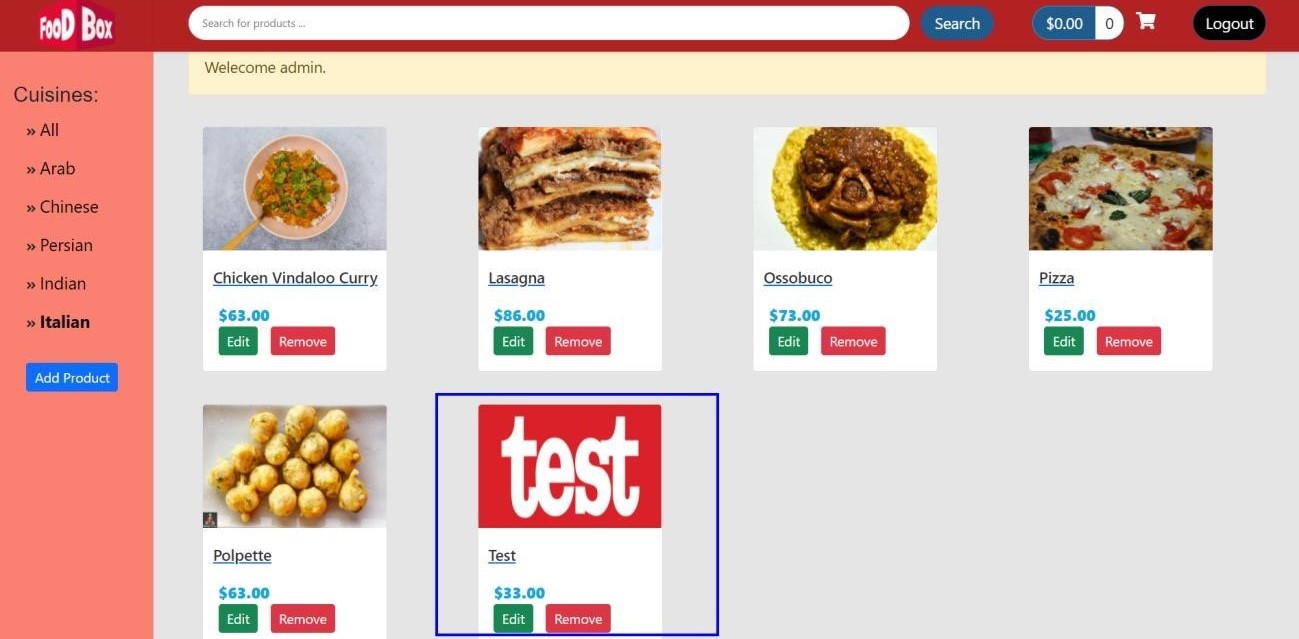 FooD Box
Search for products ...
Search
$0.00 0
Logout
Welecome admin.
Cuisines:
» All
» Arab
» Chinese
» Persian
» Indian
» Italian
Add Product
Chicken Vindaloo Curry
$63.00
Edit Remove
Lasagna
$86.00
Edit Remove
Ossobuco
$73.00
Edit Remove
Pizza
$25.00
Edit Remove
Polpette
$63.00
Edit Remove
test
Test
$33.00
Edit Remove